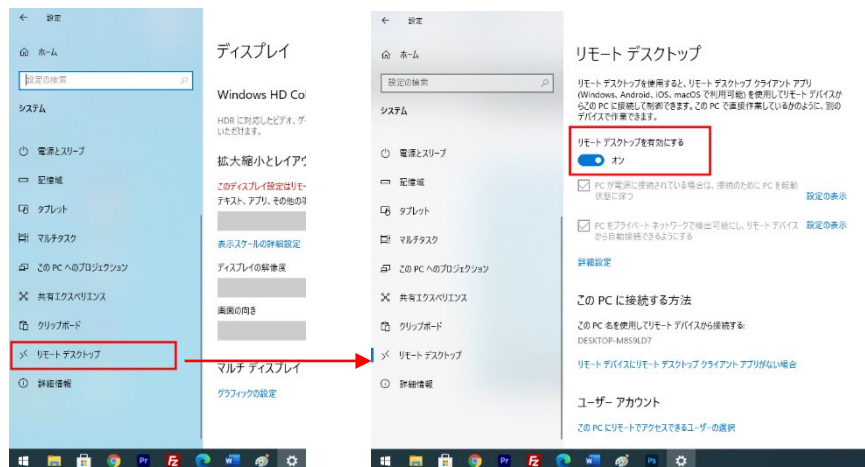 設定
ホーム
設定の検索
システム
電源とスリープ
記憶域
タブレット
マルチタスク
この PC へのプロジェクション
共有エクスペリエンス
クリップボード
リモート デスクトップ
詳細情報
ディスプレイ
Windows HD Col
HDR に対応したビデオ、ゲ
いただけます。
拡大縮小とレイアウ
このディスプレイ設定はリモー
テキスト、アプリ、その他の項
表示スケールの詳細設定
ディスプレイの解像度
画面の向き
マルチ ディスプレイ
グラフィックの設定
Pr
Fz
設定
ホーム
設定の検索
システム
電源とスリープ
記憶域
タブレット
マルチタスク
この PC へのプロジェクション
共有エクスペリエンス
クリップボード
リモート デスクトップ
詳細情報
リモート デスクトップ
リモート デスクトップを使用すると、リモート デスクトップ クライアント アプリ
(Windows、Android、iOS、macOS で利用可能) を使用してリモート デバイスか
らこの PC に接続して制御できます。この PC で直接作業しているかのように、別の
デバイスで作業できます。
リモート デスクトップを有効にする
オン
PC が電源に接続されている場合は、接続のために PC を起動
状態に保つ
設定の表示
PC をプライベート ネットワークで検出可能にし、リモート デバイス
から自動接続できるようにする
設定の表示
詳細設定
この PC に接続する方法
この PC 名を使用してリモート デバイスから接続する:
DESKTOP-M8S9LD7
リモート デバイスにリモート デスクトップ クライアント アプリがない場合
ユーザー アカウント
この PC にリモートでアクセスできるユーザーの選択
Pr
Fz
Ps